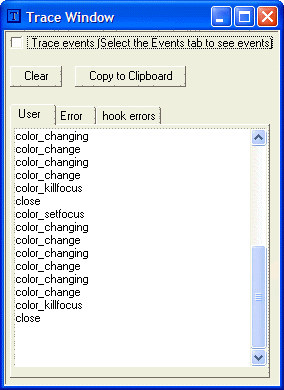 T Trace Window
Trace events (Select the Events tab to see events)
Clear Copy to Clipboard
User Error hook errors
color_changing
color_change
color_changing
color_change
color_killfocus
close
color_setfocus
color_changing
color_change
color_changing
color_change
color_changing
color_change
color_killfocus
close